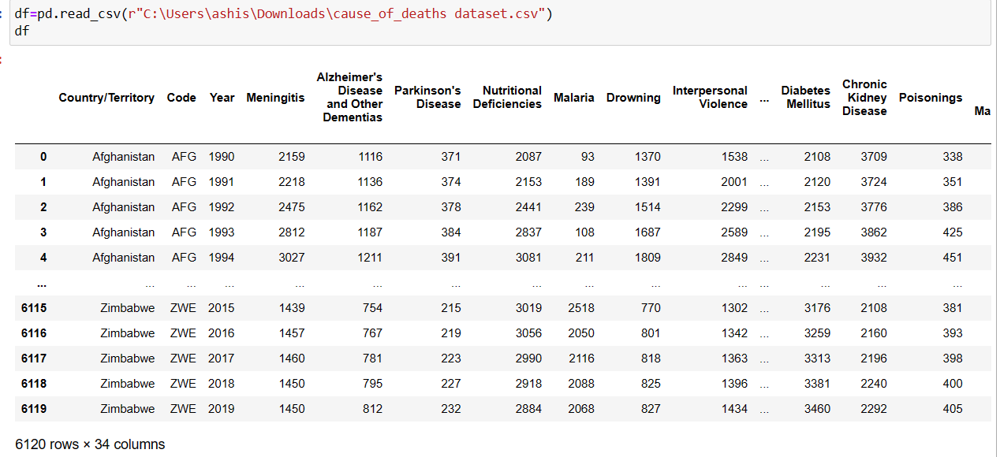 df=pd.read_csv(r"C:\Users\ashis\Downloads\cause_of_deaths dataset.csv")
df
Country/Territory Code Year Meningitis Alzheimer's Disease and Other Dementias Parkinson's Disease Nutritional Deficiencies Malaria Drowning Interpersonal Violence ... Diabetes Mellitus Chronic Kidney Disease Poisonings Ma
0 Afghanistan AFG 1990 2159 1116 371 2087 93 1370 1538 ... 2108 3709 338
1 Afghanistan AFG 1991 2218 1136 374 2153 189 1391 2001 ... 2120 3724 351
2 Afghanistan AFG 1992 2475 1162 378 2441 239 1514 2299 ... 2153 3776 386
3 Afghanistan AFG 1993 2812 1187 384 2837 108 1687 2589 ... 2195 3862 425
4 Afghanistan AFG 1994 3027 1211 391 3081 211 1809 2849 ... 2231 3932 451
... ... ... ... ... ... ... ... ... ... ... ... ... ... ...
6115 Zimbabwe ZWE 2015 1439 754 215 3019 2518 770 1302 ... 3176 2108 381
6116 Zimbabwe ZWE 2016 1457 767 219 3056 2050 801 1342 ... 3259 2160 393
6117 Zimbabwe ZWE 2017 1460 781 223 2990 2116 818 1363 ... 3313 2196 398
6118 Zimbabwe ZWE 2018 1450 795 227 2918 2088 825 1396 ... 3381 2240 400
6119 Zimbabwe ZWE 2019 1450 812 232 2884 2068 827 1434 ... 3460 2292 405
6120 rows × 34 columns